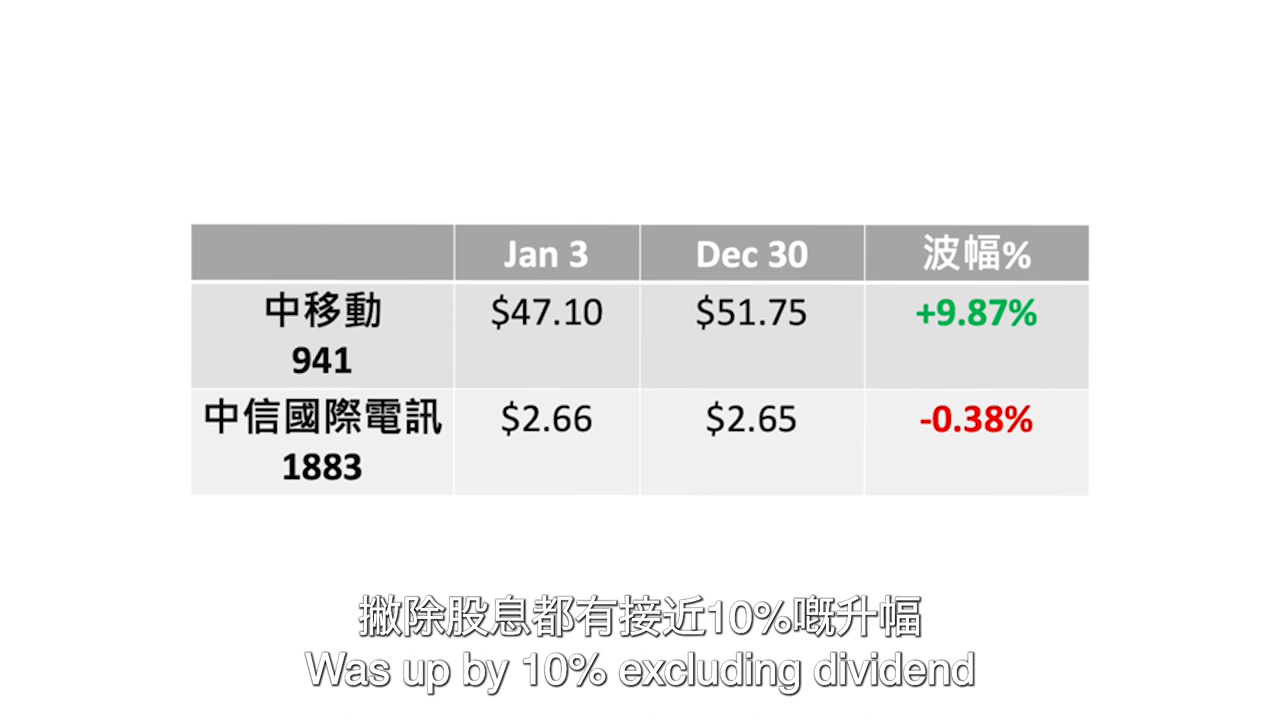 Jan 3 Dec 30 波幅%
中移動 $47.10 $51.75 +9.87%
941
中信國際電訊 $2.66 $2.65 -0.38%
1883
撇除股息都有接近10%嘅升幅
Was up by 10% excluding dividend